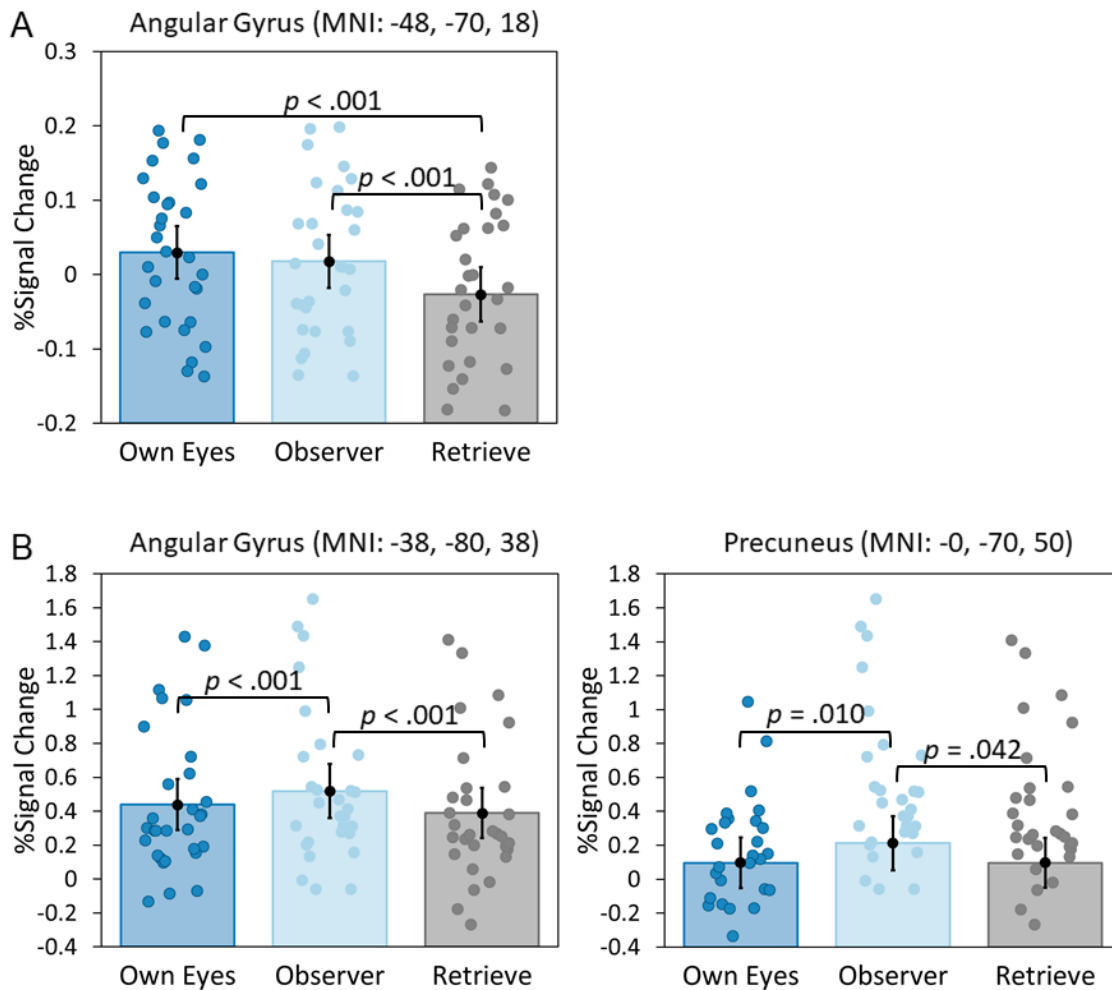 A
Angular Gyrus (MNI: -48, -70, 18)
%Signal Change
0.3
0.2
0.1
0
-0.1
-0.2
p < .001
p < .001
Own Eyes
Observer
Retrieve
B
Angular Gyrus (MNI: -38, -80, 38)
%Signal Change
1.8
1.6
1.4
1.2
1
0.8
0.6
0.4
0.2
0
-0.2
-0.4
p < .001
p < .001
Own Eyes
Observer
Retrieve
Precuneus (MNI: -0, -70, 50)
%Signal Change
1.8
1.6
1.4
1.2
1
0.8
0.6
0.4
0.2
0
-0.2
-0.4
p = .010
p = .042
Own Eyes
Observer
Retrieve